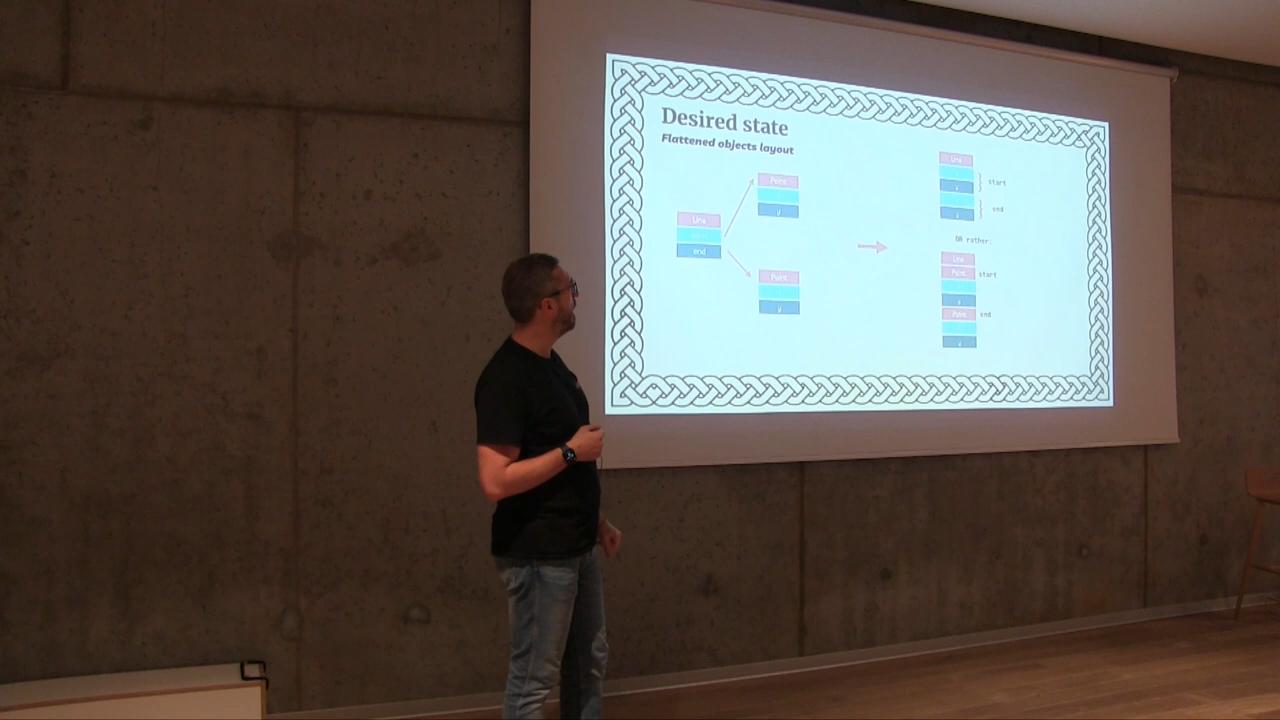 Desired state
Flattened objects layout
Line
end
Point
y
Point
y
Line
start
end
OR rather:
Line
Point
start
Point
end